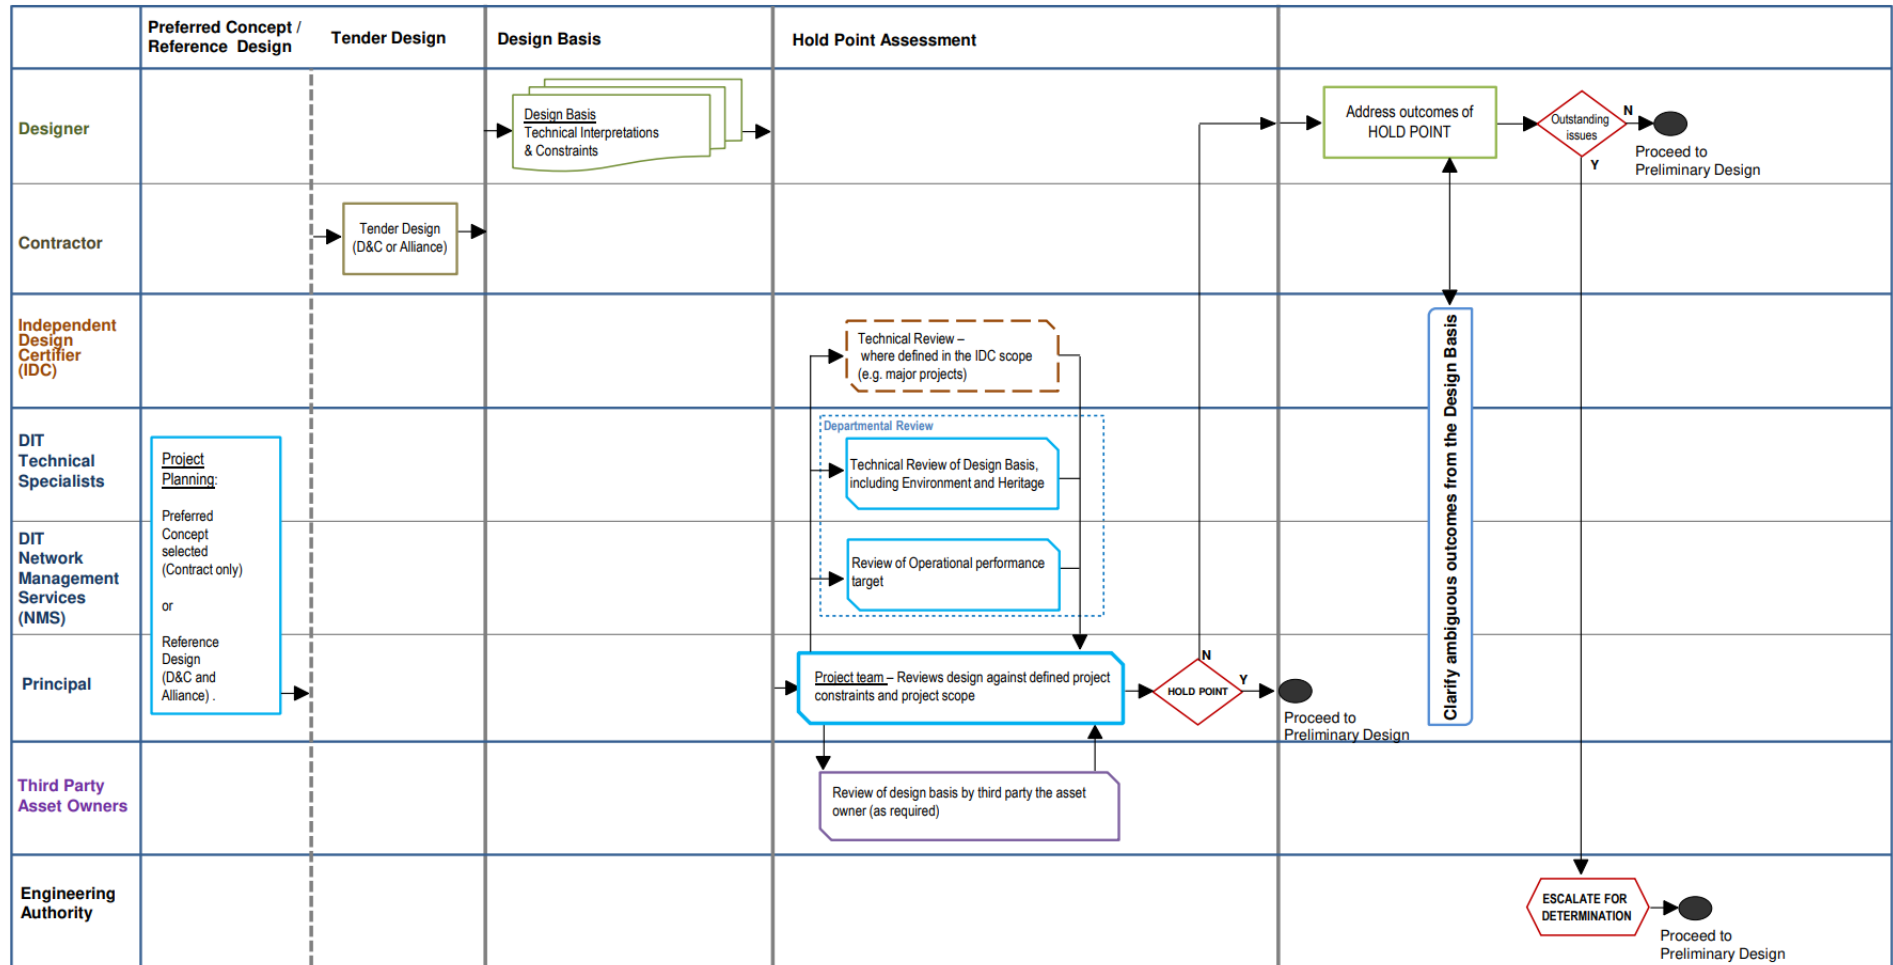 Preferred Concept /
Reference Design
Tender Design
Design Basis
Hold Point Assessment
Designer
Design Basis
Technical Interpretations
& Constraints
Address outcomes of
HOLD POINT
Outstanding
issues
N
Y
Proceed to
Preliminary Design
Contractor
Tender Design
(D&C or Alliance)
Independent
Design
Certifier
(IDC)
Technical Review –
where defined in the IDC scope
(e.g. major projects)
Clarify ambiguous outcomes from the Design Basis
DIT
Technical
Specialists
Project
Planning:
Preferred
Concept
selected
(Contract only)
or
Reference
Design
(D&C and
Alliance) .
Departmental Review
Technical Review of Design Basis,
including Environment and Heritage
DIT
Network
Management
Services
(NMS)
Review of Operational performance
target
Principal
Project team – Reviews design against defined project
constraints and project scope
HOLD POINT
N
Y
Proceed to
Preliminary Design
Third Party
Asset Owners
Review of design basis by third party the asset
owner (as required)
Engineering
Authority
ESCALATE FOR
DETERMINATION
Proceed to
Preliminary Design